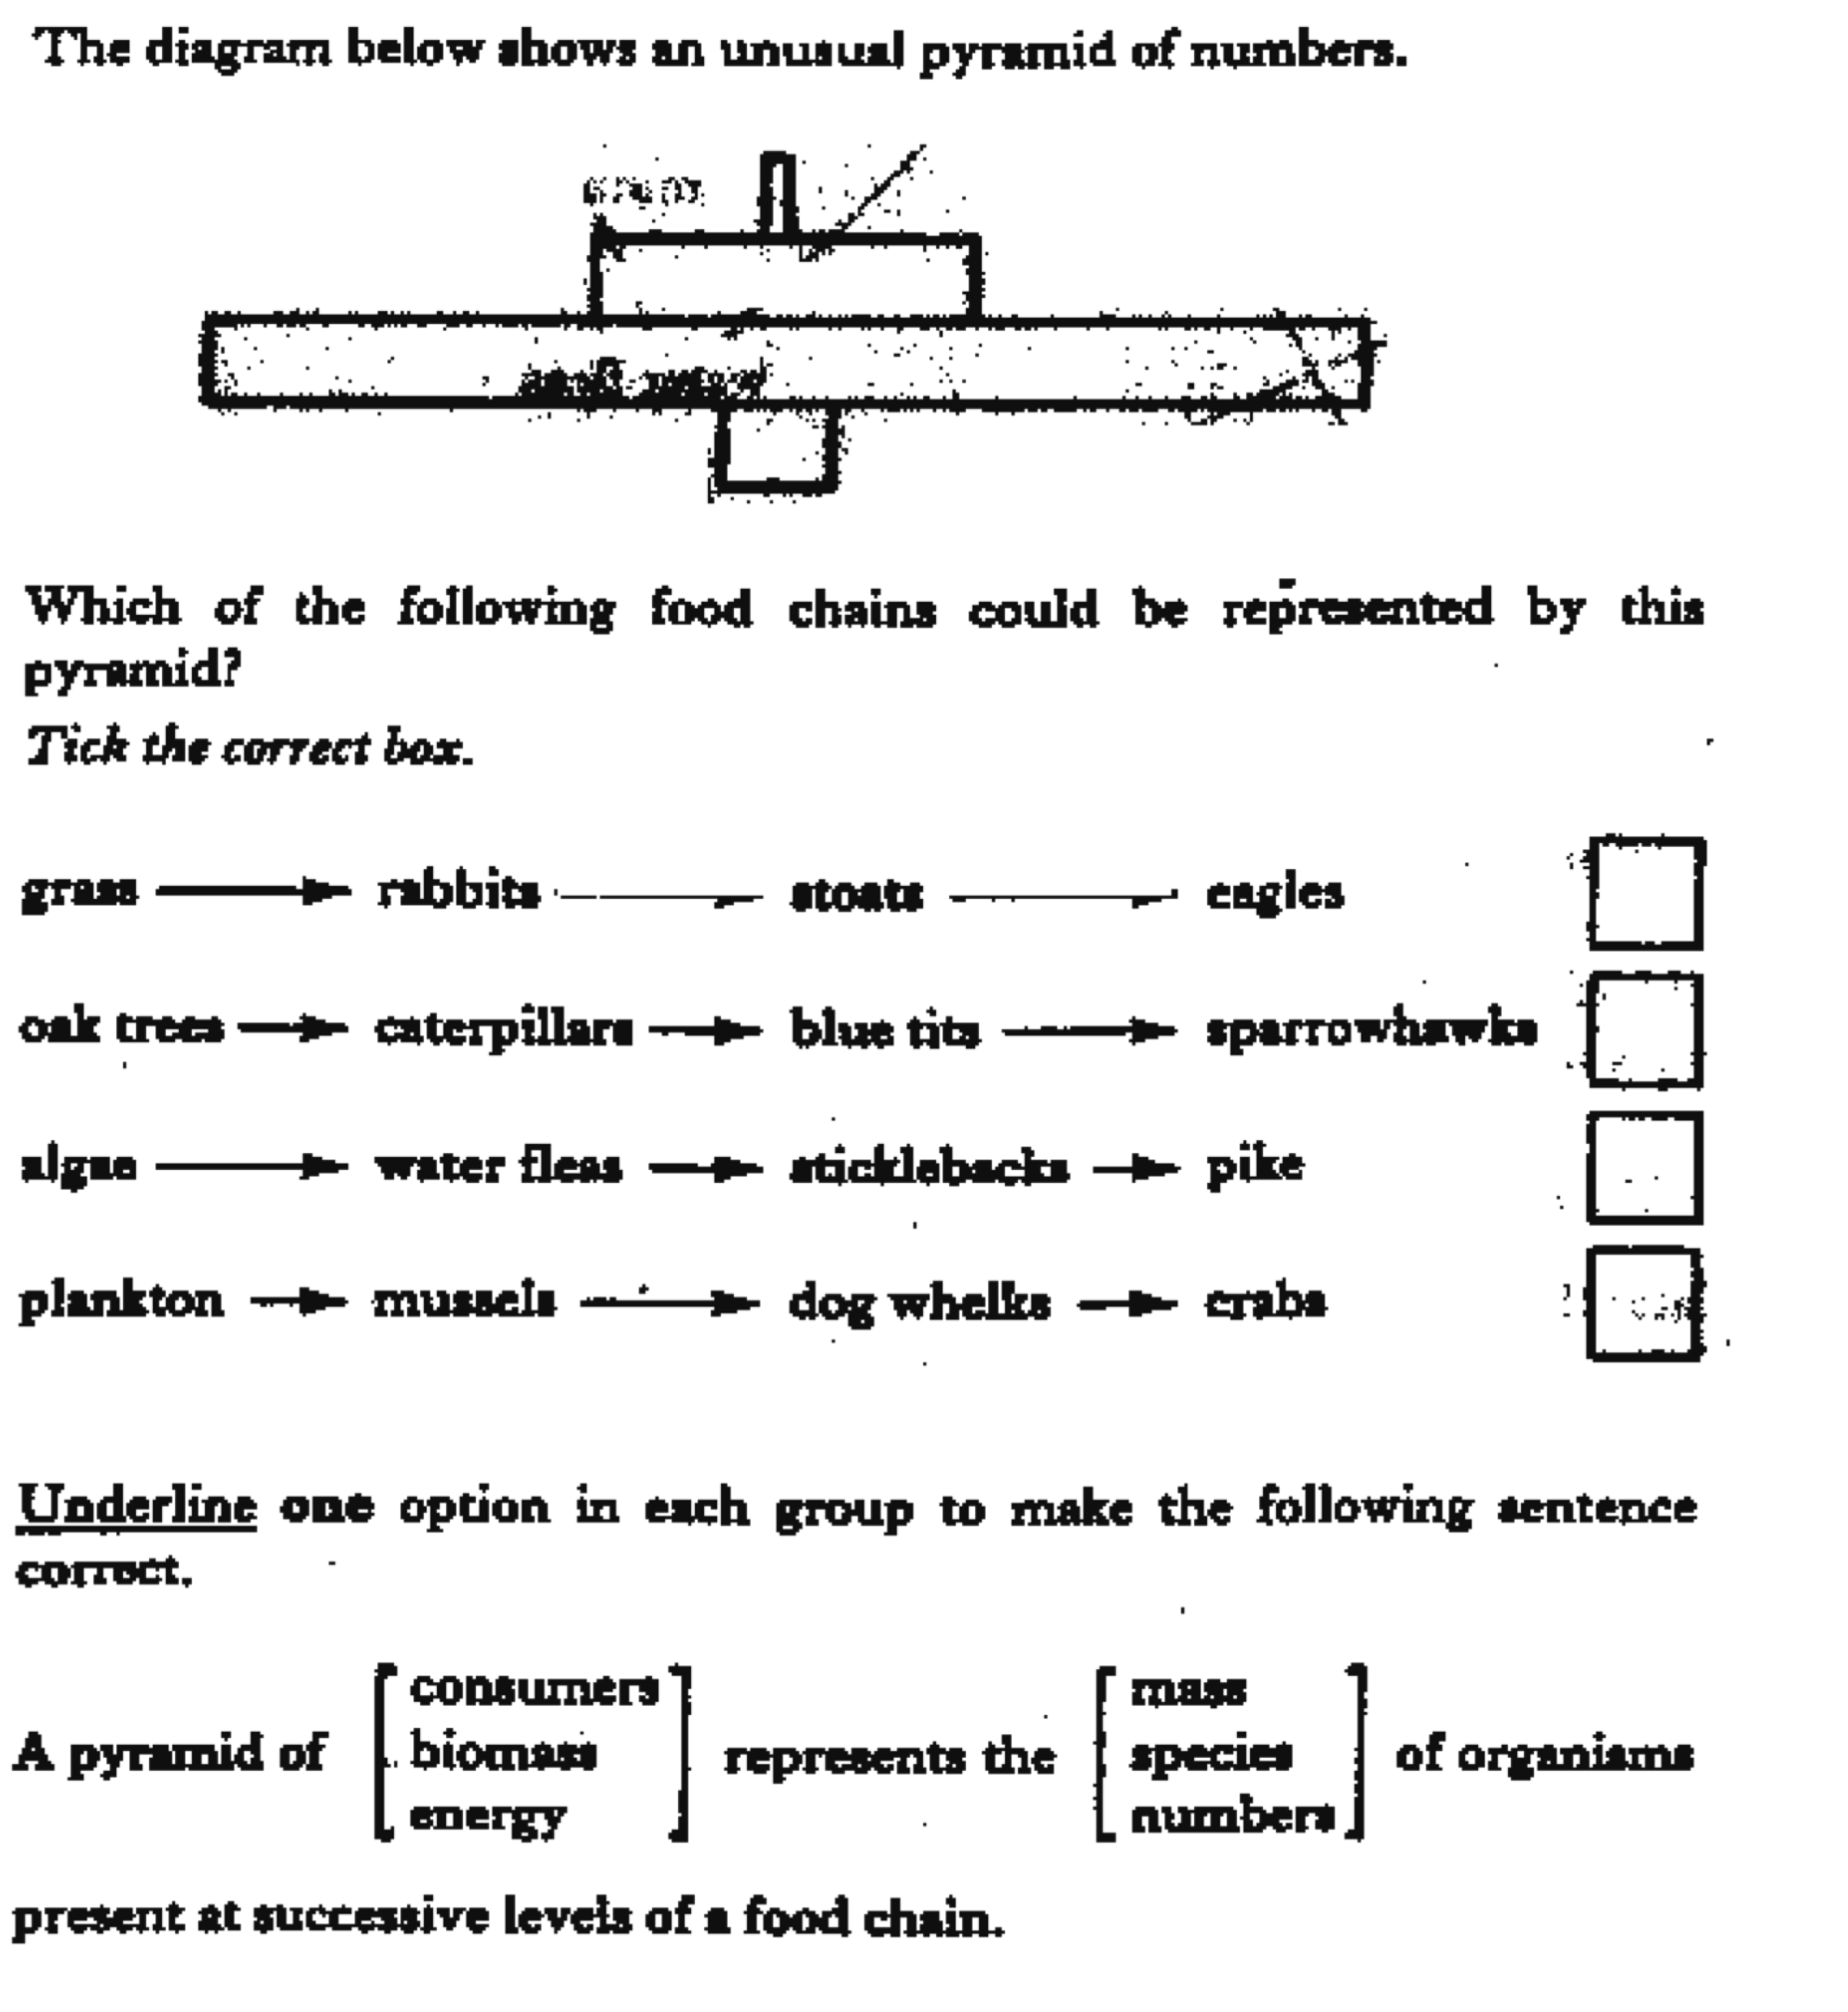 The diagram below shows an unusual pyramid of numbers.
Which of the following food chains could be represented by this
pyramid?
Tick the correct box.
grass rabbits stoats eagles
oak trees caterpillars blue tits sparrowhawks
algae water fleas sticklebacks pike
plankton mussels dog whelks crabs
Underline one option in each group to make the following sentence
correct.
consumers mass
A pyramid of biomass represents the species of organisms
energy numbers
present at successive levels of a food chain.